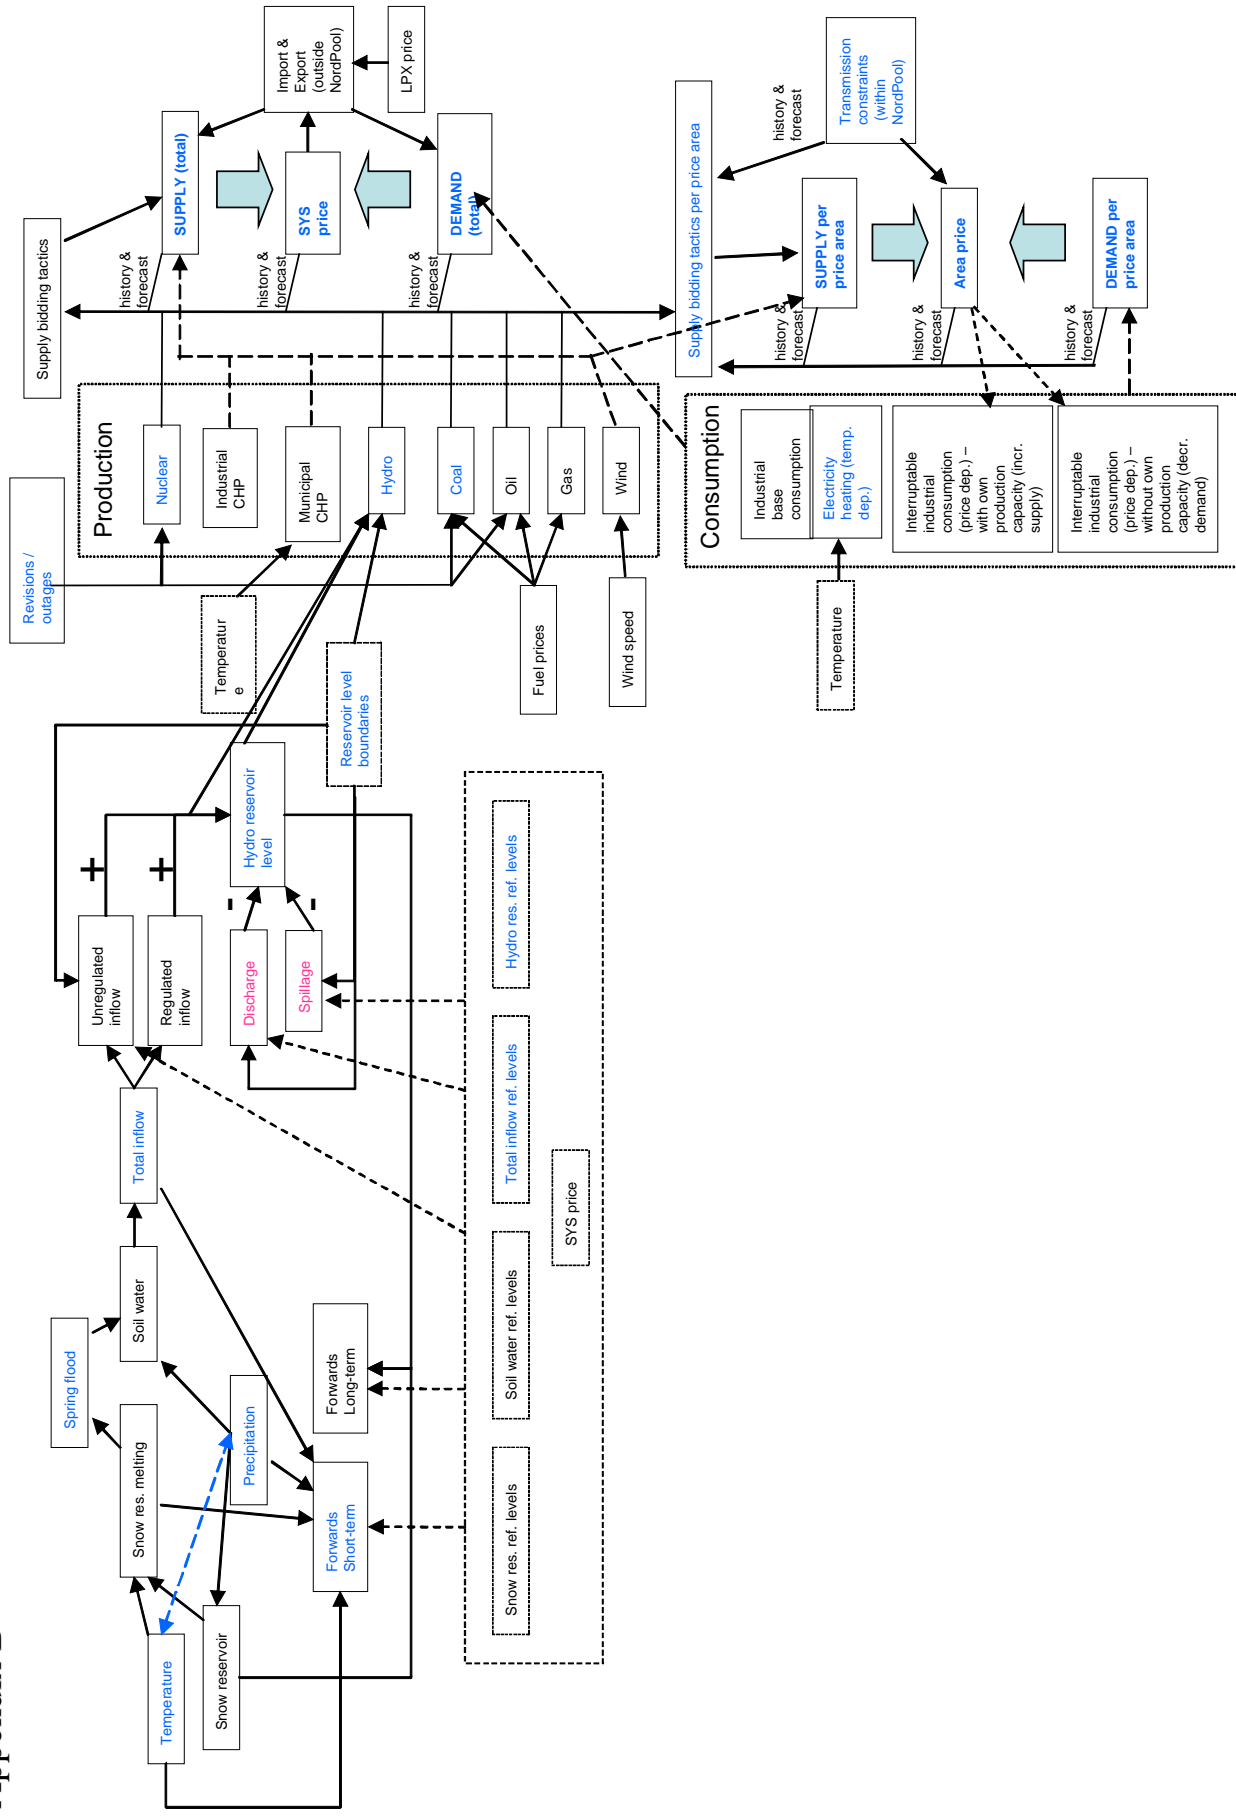 Revisions /
outages
Supply bidding tactics
Import &
Export
(outside
NordPool)
LPX price
SUPPLY (total)
SYS
price
DEMAND
(total)
history &
forecast
history &
forecast
history &
forecast
Production
Nuclear
Industrial
CHP
Municipal
CHP
Hydro
Coal
Oil
Gas
Wind
Temperatur
e
Reservoir level
boundaries
Fuel prices
Wind speed
Supply bidding tactics per price area
history &
forecast
Transmission
constraints
(within
NordPool)
SUPPLY per
price area
Area price
DEMAND per
price area
history &
forecast
history &
forecast
history &
forecast
Consumption
Industrial
base
consumption
Electricity
heating (temp.
dep.)
Interruptable
industrial
consumption
(price dep.) –
with own
production
capacity (incr.
supply)
Interruptable
industrial
consumption
(price dep.) –
without own
production
capacity (decr.
demand)
Temperature
Spring flood
Snow res. melting
Soil water
Total inflow
Unregulated
inflow
Regulated
inflow
+
+
Temperature
Snow reservoir
Precipitation
Discharge
Spillage
-
-
Hydro reservoir
level
Forwards
Short-term
Forwards
Long-term
Snow res. ref. levels
Soil water ref. levels
Total inflow ref. levels
Hydro res. ref. levels
SYS price